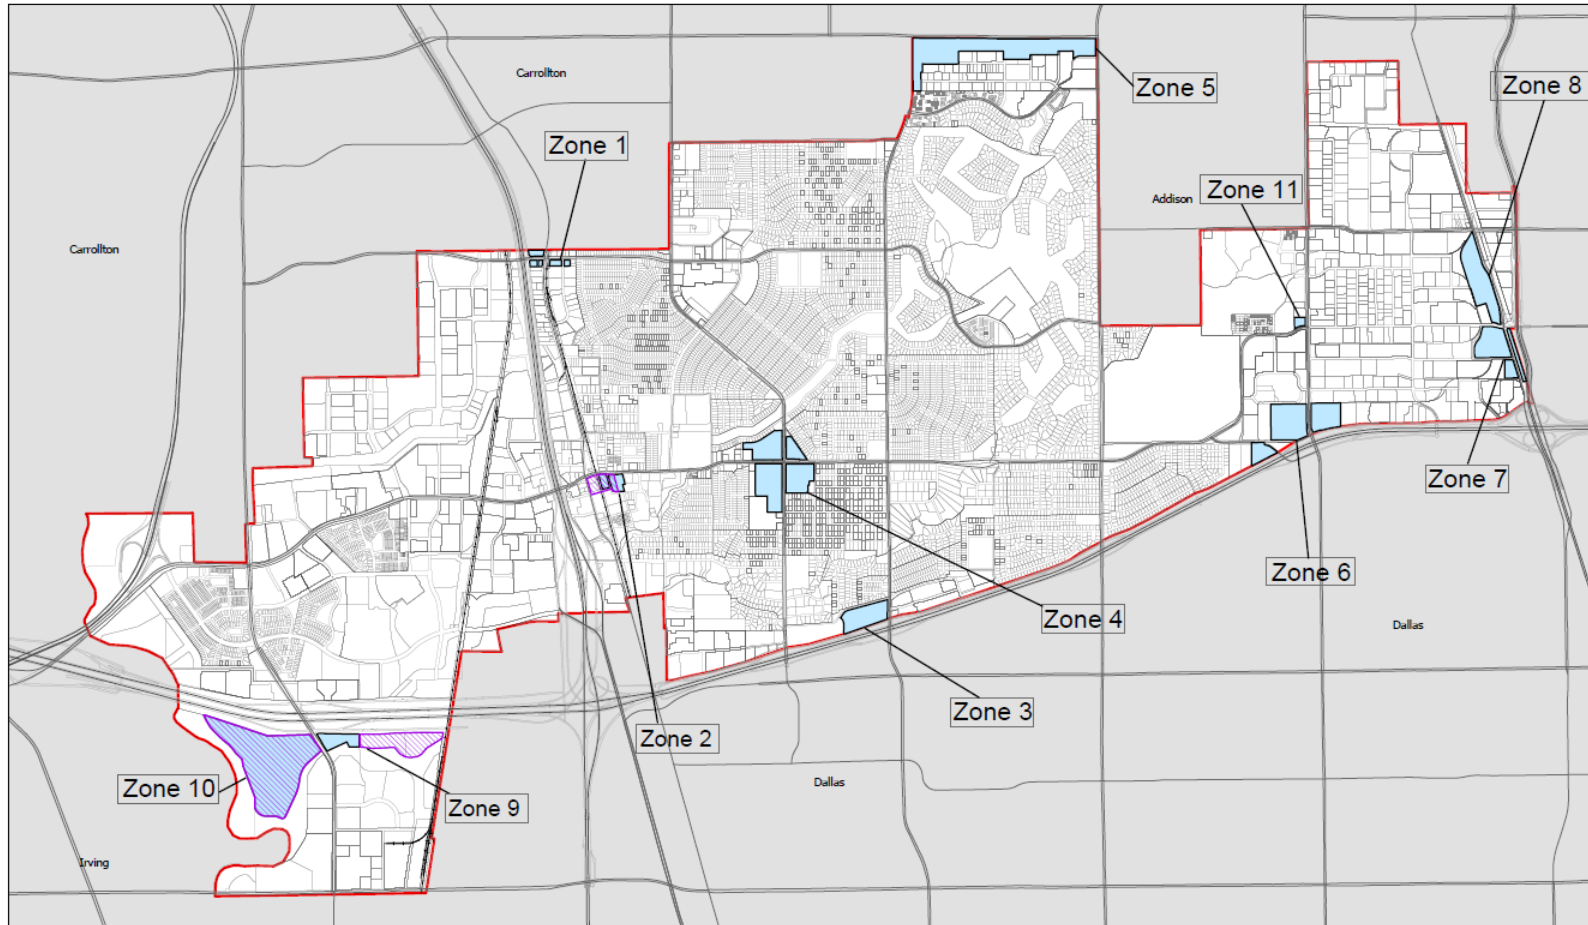 Carrollton
Zone 5
Zone 8
Zone 1
Zone 11
Addison
Carrollton
Zone 7
Zone 6
Zone 4
Dallas
Zone 3
Zone 2
Dallas
Zone 10
Zone 9
Irving